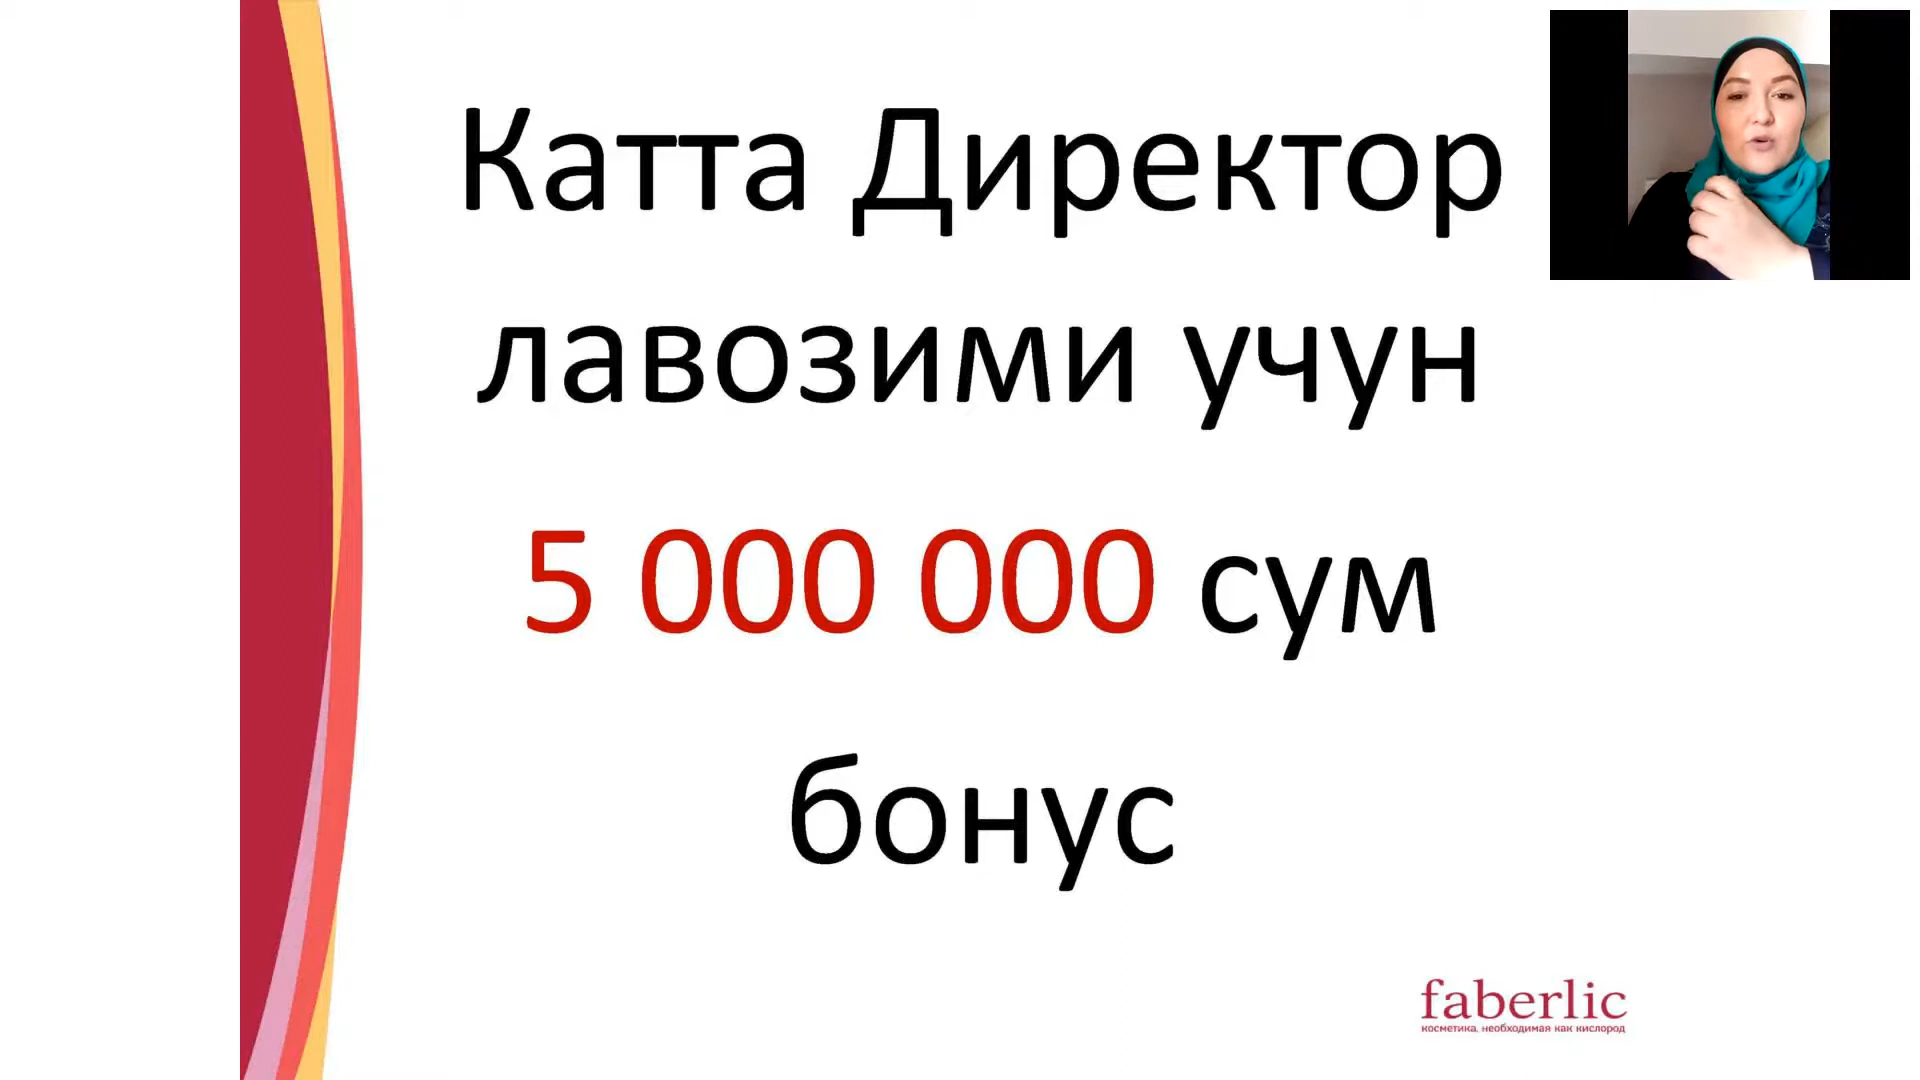 Катта Директор
лавозими учун
5 000 000 сум
бонус
faberlic
косметика, необходимая как кислород